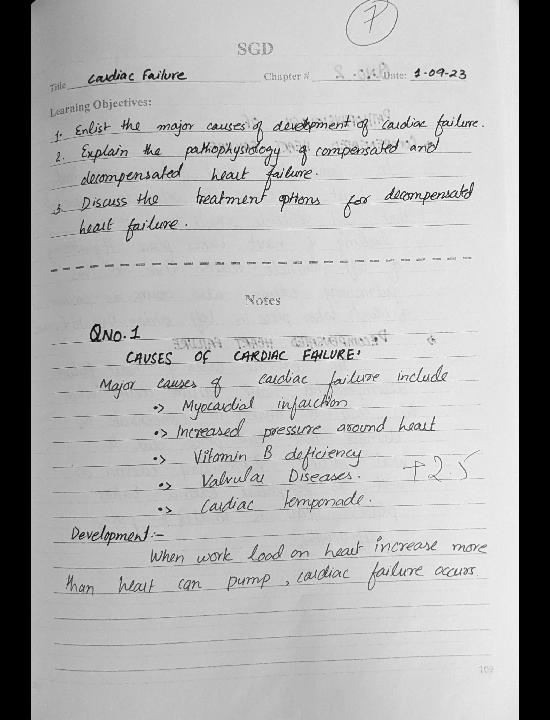 7
SGD
Title Cardiac Failure Chapter # Date: 1-09-23
Learning Objectives:
1. Enlist the major causes of development of cardiac failure.
2. Explain the pathophysiology of compensated and
decompensated heart failure.
3. Discuss the treatment options for decompensated
heart failure.
Notes
QNO.1
CAUSES OF CARDIAC FAILURE:
Major causes of cardiac failure include
•> Myocardial infarction
•> Increased pressure around heart
•> Vitamin B deficiency
•> Valvular Diseases.
•> Cardiac temponade.
+2.5
Development:-
When work load on heart increase more
than heart can pump, cardiac failure occurs.
109